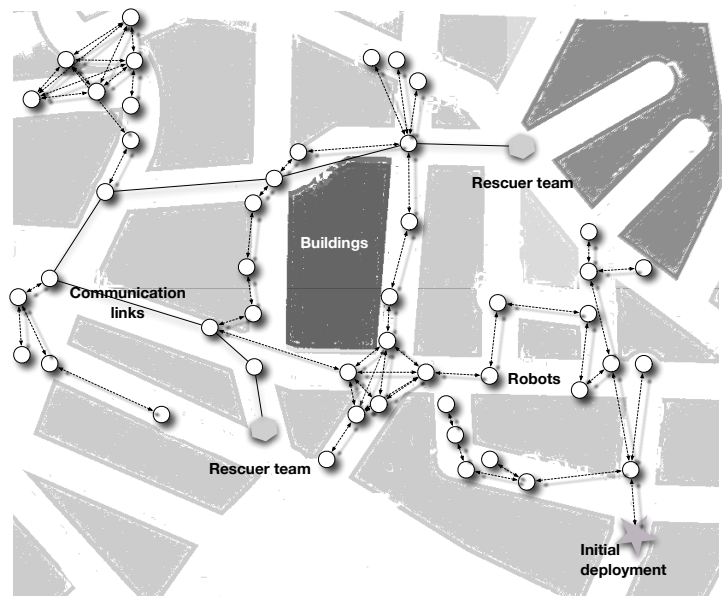 Rescuer team
Buildings
Communication
links
Robots
Rescuer team
Initial
deployment